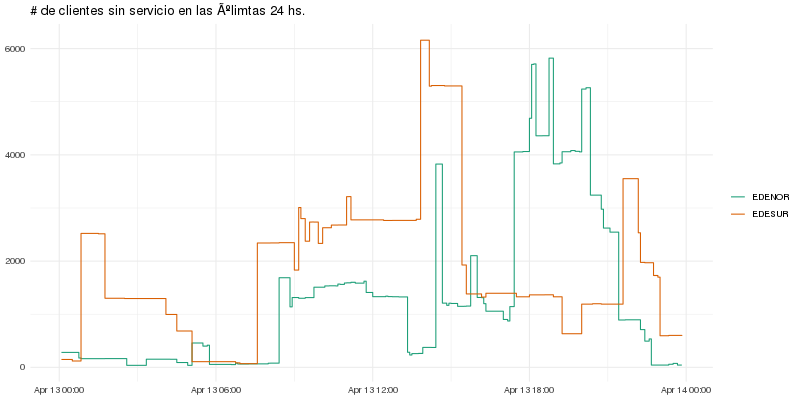 # de clientes sin servicio en las Ãºlimtas 24 hs.
6000
4000
2000
0
Apr 13 00:00
Apr 13 06:00
Apr 13 12:00
Apr 13 18:00
Apr 14 00:00
EDENOR
EDESUR